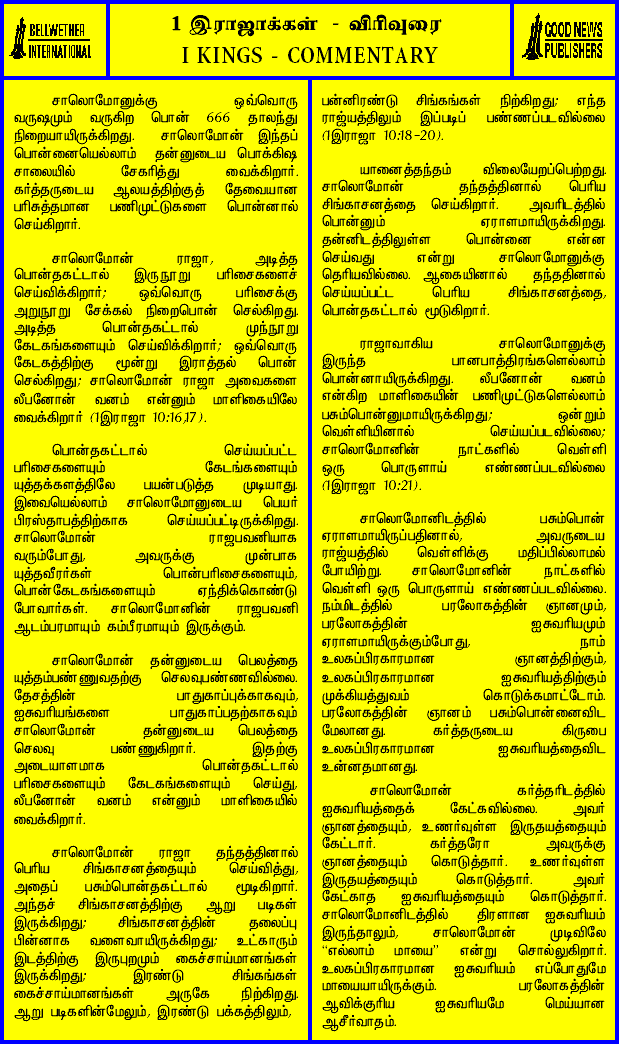 BELLWETHER
INTERNATIONAL
1 இராஜாக்கள் - விரிவுரை
I KINGS - COMMENTARY
GOOD NEWS
PUBLISHERS
சாலொமோனுக்கு ஒவ்வொரு
வருஷமும் வருகிற பொன் 666 தாலந்து
நிறையாயிருக்கிறது. சாலொமோன் இந்தப்
பொன்னையெல்லாம் தன்னுடைய பொக்கிஷ
சாலையில் சேகரித்து வைக்கிறார்.
கர்த்தருடைய ஆலயத்திற்குத் தேவையான
பரிசுத்தமான பணிமுட்டுகளை பொன்னால்
செய்கிறார்.
சாலொமோன் ராஜா, அடித்த
பொன்தகட்டால் இருநூறு பரிசைகளைச்
செய்விக்கிறார்; ஒவ்வொரு பரிசைக்கு
அறுநூறு சேக்கல் நிறைபொன் செல்கிறது.
அடித்த பொன்தகட்டால் முந்நூறு
கேடகங்களையும் செய்விக்கிறார்; ஒவ்வொரு
கேடகத்திற்கு மூன்று இராத்தல் பொன்
செல்கிறது; சாலொமோன் ராஜா அவைகளை
லீபனோன் வனம் என்னும் மாளிகையிலே
வைக்கிறார் (1இராஜா 10:16,17).
பொன்தகட்டால் செய்யப்பட்ட
பரிசைகளையும் கேடங்களையும்
யுத்தக்களத்திலே பயன்படுத்த முடியாது.
இவையெல்லாம் சாலொமோனுடைய பெயர்
பிரஸ்தாபத்திற்காக செய்யப்பட்டிருக்கிறது.
சாலொமோன் ராஜபவனியாக
வரும்போது, அவருக்கு முன்பாக
யுத்தவீரர்கள் பொன்பரிசைகளையும்,
பொன்கேடகங்களையும் ஏந்திக்கொண்டு
போவார்கள். சாலொமோனின் ராஜபவனி
ஆடம்பரமாயும் கம்பீரமாயும் இருக்கும்.
சாலொமோன் தன்னுடைய பெலத்தை
யுத்தம்பண்ணுவதற்கு செலவுபண்ணவில்லை.
தேசத்தின் பாதுகாப்புக்காகவும்,
ஐசுவரியங்களை பாதுகாப்பதற்காகவும்
சாலொமோன் தன்னுடைய பெலத்தை
செலவு பண்ணுகிறார். இதற்கு
அடையாளமாக பொன்தகட்டால்
பரிசைகளையும் கேடகங்களையும் செய்து,
லீபனோன் வனம் என்னும் மாளிகையில்
வைக்கிறார்.
சாலொமோன் ராஜா தந்தத்தினால்
பெரிய சிங்காசனத்தையும் செய்வித்து,
அதைப் பசும்பொன்தகட்டால் மூடிகிறார்.
அந்தச் சிங்காசனத்திற்கு ஆறு படிகள்
இருக்கிறது; சிங்காசனத்தின் தலைப்பு
பின்னாக வளைவாயிருக்கிறது; உட்காரும்
இடத்திற்கு இருபுறமும் கைச்சாய்மானங்கள்
இருக்கிறது; இரண்டு சிங்கங்கள்
கைச்சாய்மானங்கள் அருகே நிற்கிறது.
ஆறு படிகளின்மேலும், இரண்டு பக்கத்திலும்,
பன்னிரண்டு சிங்கங்கள் நிற்கிறது; எந்த
ராஜ்யத்திலும் இப்படிப் பண்ணப்படவில்லை
(1இராஜா 10:18-20).
யானைத்தந்தம் விலையேறப்பெற்றது.
சாலொமோன் தந்தத்தினால் பெரிய
சிங்காசனத்தை செய்கிறார். அவரிடத்தில்
பொன்னும் ஏராளமாயிருக்கிறது.
தன்னிடத்திலுள்ள பொன்னை என்ன
செய்வது என்று சாலொமோனுக்கு
தெரியவில்லை. ஆகையினால் தந்ததினால்
செய்யப்பட்ட பெரிய சிங்காசனத்தை,
பொன்தகட்டால் மூடுகிறார்.
ராஜாவாகிய சாலொமோனுக்கு
இருந்த பானபாத்திரங்களெல்லாம்
பொன்னாயிருக்கிறது. லீபனோன் வனம்
என்கிற மாளிகையின் பணிமுட்டுகளெல்லாம்
பசும்பொன்னுமாயிருக்கிறது; ஒன்றும்
வெள்ளியினால் செய்யப்படவில்லை;
சாலொமோனின் நாட்களில் வெள்ளி
ஒரு பொருளாய் எண்ணப்படவில்லை
(1இராஜா 10:21).
சாலொமோனிடத்தில் பசும்பொன்
ஏராளமாயிருப்பதினால், அவருடைய
ராஜ்யத்தில் வெள்ளிக்கு மதிப்பில்லாமல்
போயிற்று. சாலொமோனின் நாட்களில்
வெள்ளி ஒரு பொருளாய் எண்ணப்படவில்லை.
நம்மிடத்தில் பரலோகத்தின் ஞானமும்,
பரலோகத்தின் ஐசுவரியமும்
ஏராளமாயிருக்கும்போது, நாம்
உலகப்பிரகாரமான ஞானத்திற்கும்,
உலகப்பிரகாரமான ஐசுவரியத்திற்கும்
முக்கியத்துவம் கொடுக்கமாட்டோம்.
பரலோகத்தின் ஞானம் பசும்பொன்னைவிட
மேலானது. கர்த்தருடைய கிருபை
உலகப்பிரகாரமான ஐசுவரியத்தைவிட
உன்னதமானது.
சாலொமோன் கர்த்தரிடத்தில்
ஐசுவரியத்தைக் கேட்கவில்லை. அவர்
ஞானத்தையும், உணர்வுள்ள இருதயத்தையும்
கேட்டார். கர்த்தரோ அவருக்கு
ஞானத்தையும் கொடுத்தார். உணர்வுள்ள
இருதயத்தையும் கொடுத்தார். அவர்
கேட்காத ஐசுவரியத்தையும் கொடுத்தார்.
சாலொமோனிடத்தில் திரளான ஐசுவரியம்
இருந்தாலும், சாலொமோன் முடிவிலே
“எல்லாம் மாயை” என்று சொல்லுகிறார்.
உலகப்பிரகாரமான ஐசுவரியம் எப்போதுமே
மாயையாயிருக்கும். பரலோகத்தின்
ஆவிக்குரிய ஐசுவரியமே மெய்யான
ஆசீர்வாதம்.